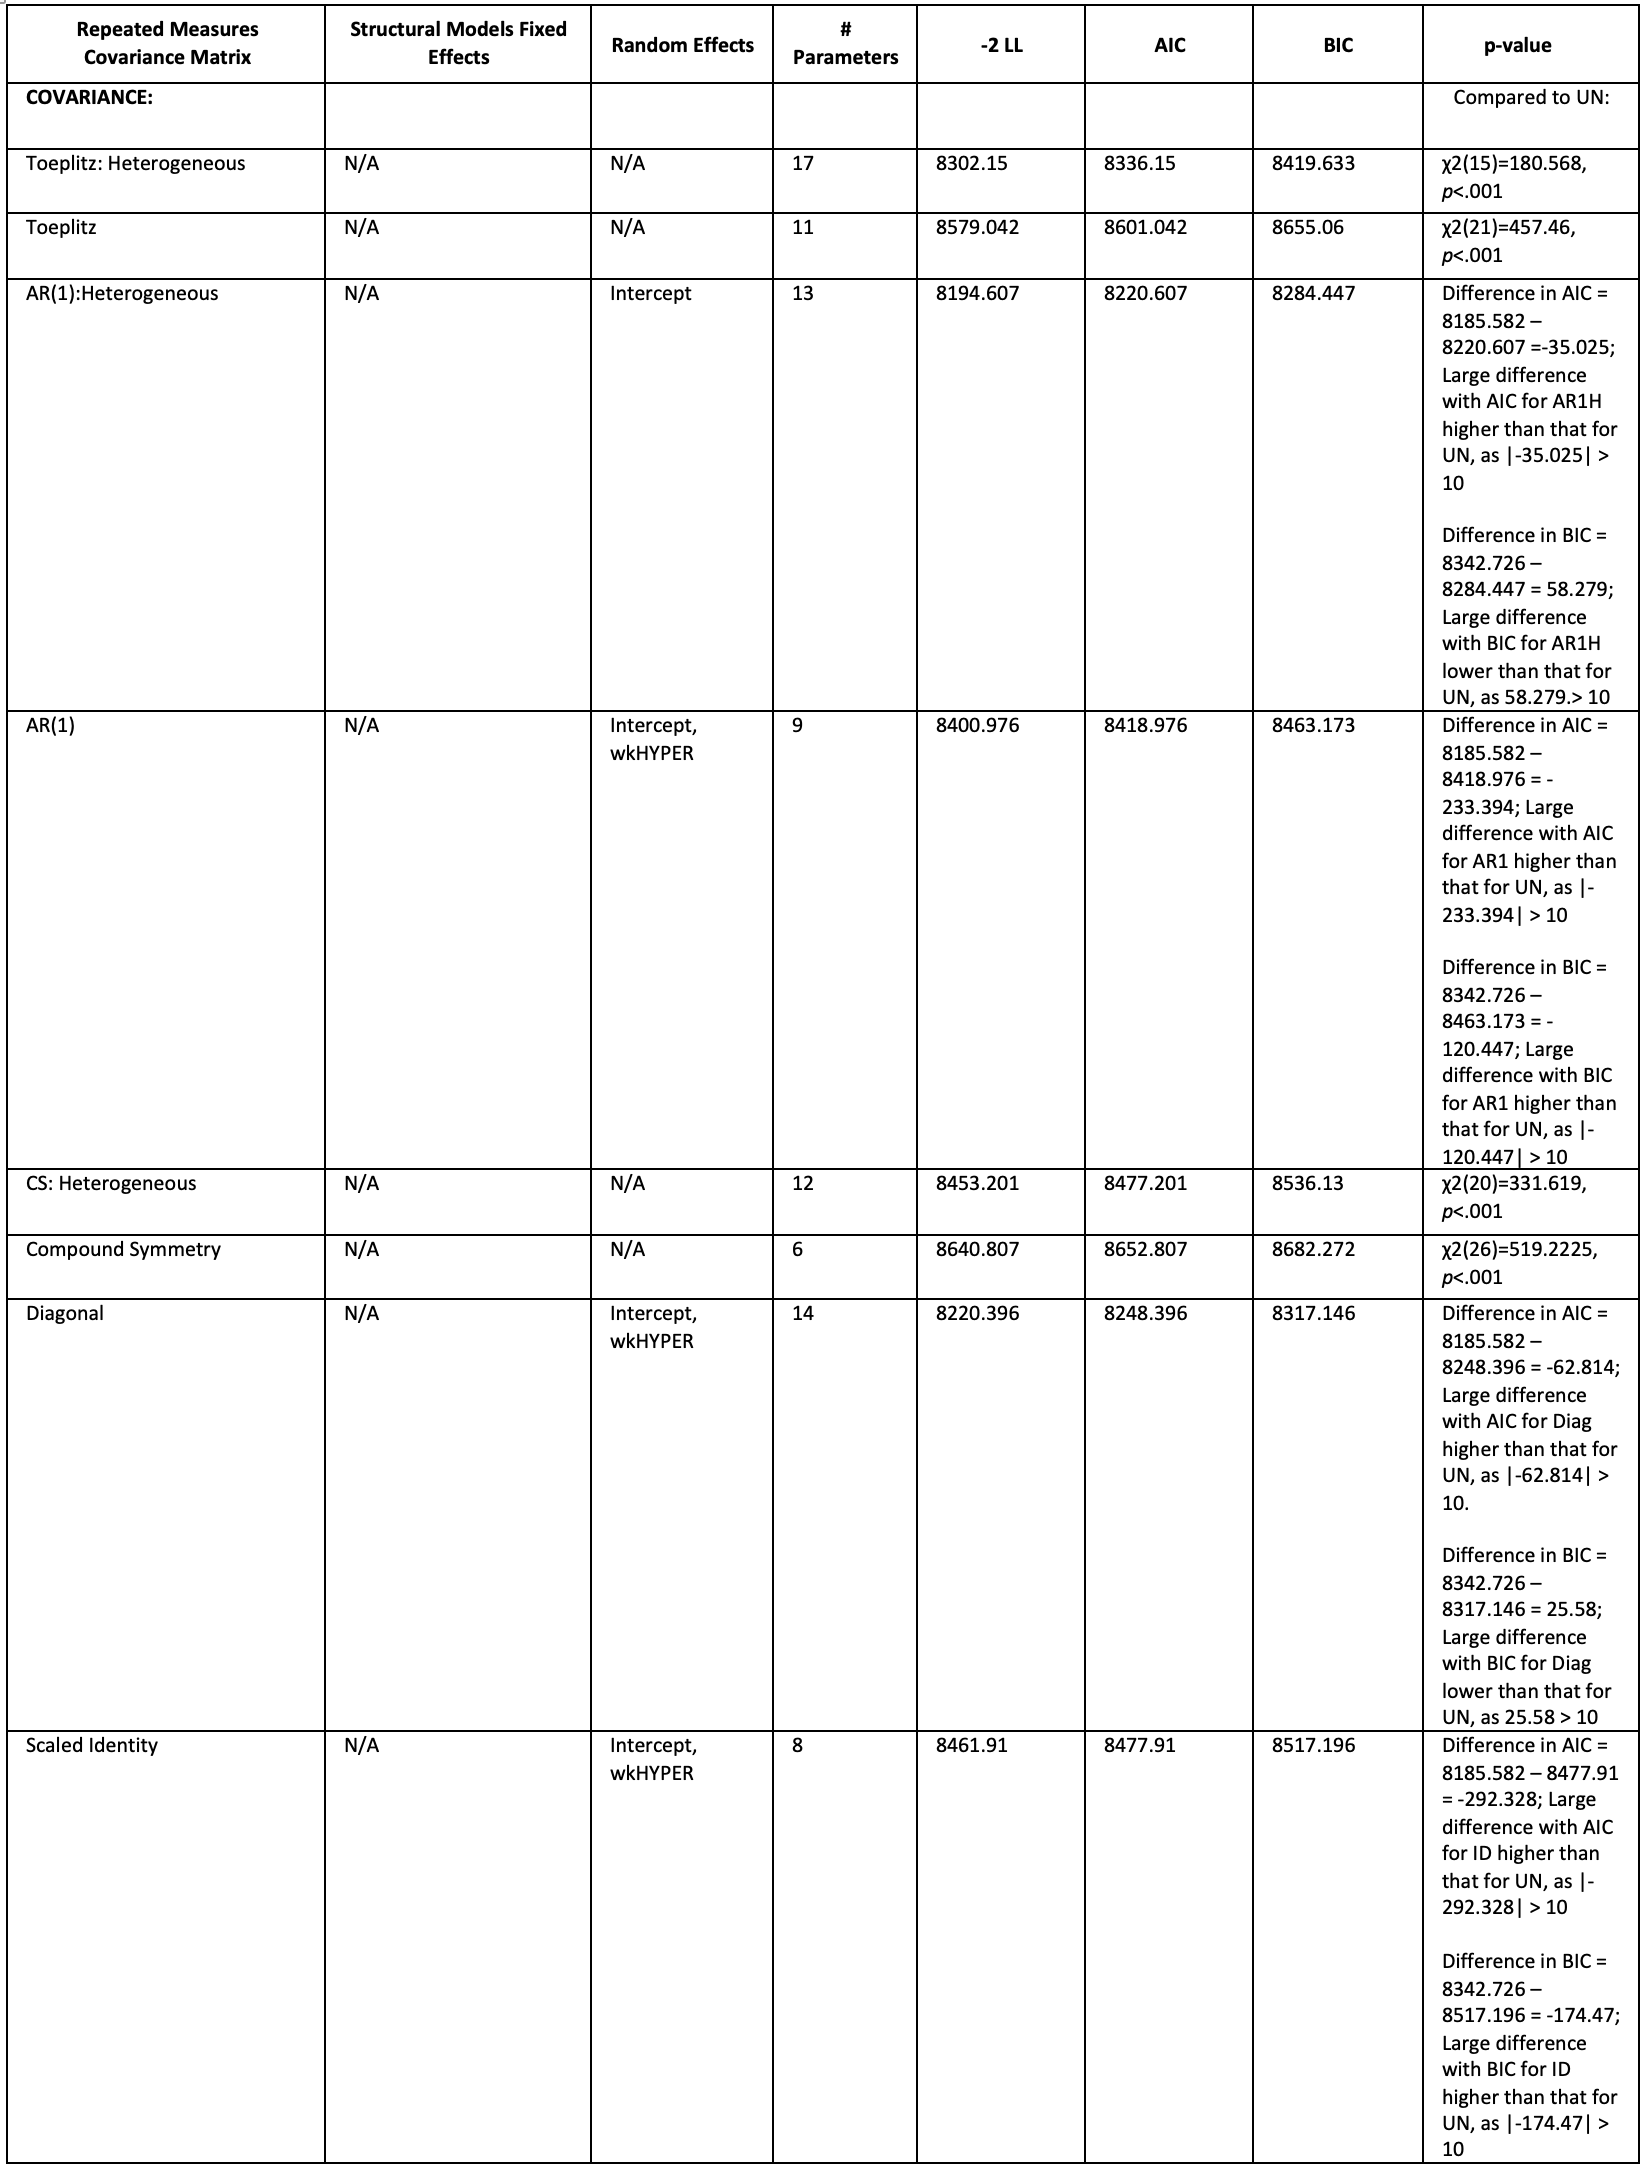 Repeated Measures
Covariance Matrix
Structural Models Fixed
Effects
Random Effects
#
Parameters
-2 LL
AIC
BIC
p-value
COVARIANCE:
Compared to UN:
Toeplitz: Heterogeneous
N/A
N/A
17
8302.15
8336.15
8419.633
χ2(15)=180.568,
p<.001
Toeplitz
N/A
N/A
11
8579.042
8601.042
8655.06
χ2(21)=457.46,
p<.001
AR(1):Heterogeneous
N/A
Intercept
13
8194.607
8220.607
8284.447
Difference in AIC =
8185.582 –
8220.607 =-35.025;
Large difference
with AIC for AR1H
higher than that for
UN, as |-35.025| >
10
Difference in BIC =
8342.726 –
8284.447 = 58.279;
Large difference
with BIC for AR1H
lower than that for
UN, as 58.279.> 10
AR(1)
N/A
Intercept,
wkHYPER
9
8400.976
8418.976
8463.173
Difference in AIC =
8185.582 –
8418.976 = -
233.394; Large
difference with AIC
for AR1 higher than
that for UN, as |-
233.394| > 10
Difference in BIC =
8342.726 –
8463.173 = -
120.447; Large
difference with BIC
for AR1 higher than
that for UN, as |-
120.447| > 10
CS: Heterogeneous
N/A
N/A
12
8453.201
8477.201
8536.13
χ2(20)=331.619,
p<.001
Compound Symmetry
N/A
N/A
6
8640.807
8652.807
8682.272
χ2(26)=519.2225,
p<.001
Diagonal
N/A
Intercept,
wkHYPER
14
8220.396
8248.396
8317.146
Difference in AIC =
8185.582 –
8248.396 = -62.814;
Large difference
with AIC for Diag
higher than that for
UN, as |-62.814| >
10.
Difference in BIC =
8342.726 –
8317.146 = 25.58;
Large difference
with BIC for Diag
lower than that for
UN, as 25.58 > 10
Scaled Identity
N/A
Intercept,
wkHYPER
8
8461.91
8477.91
8517.196
Difference in AIC =
8185.582 – 8477.91
= -292.328; Large
difference with AIC
for ID higher than
that for UN, as |-
292.328| > 10
Difference in BIC =
8342.726 –
8517.196 = -174.47;
Large difference
with BIC for ID
higher than that for
UN, as |-174.47| >
10